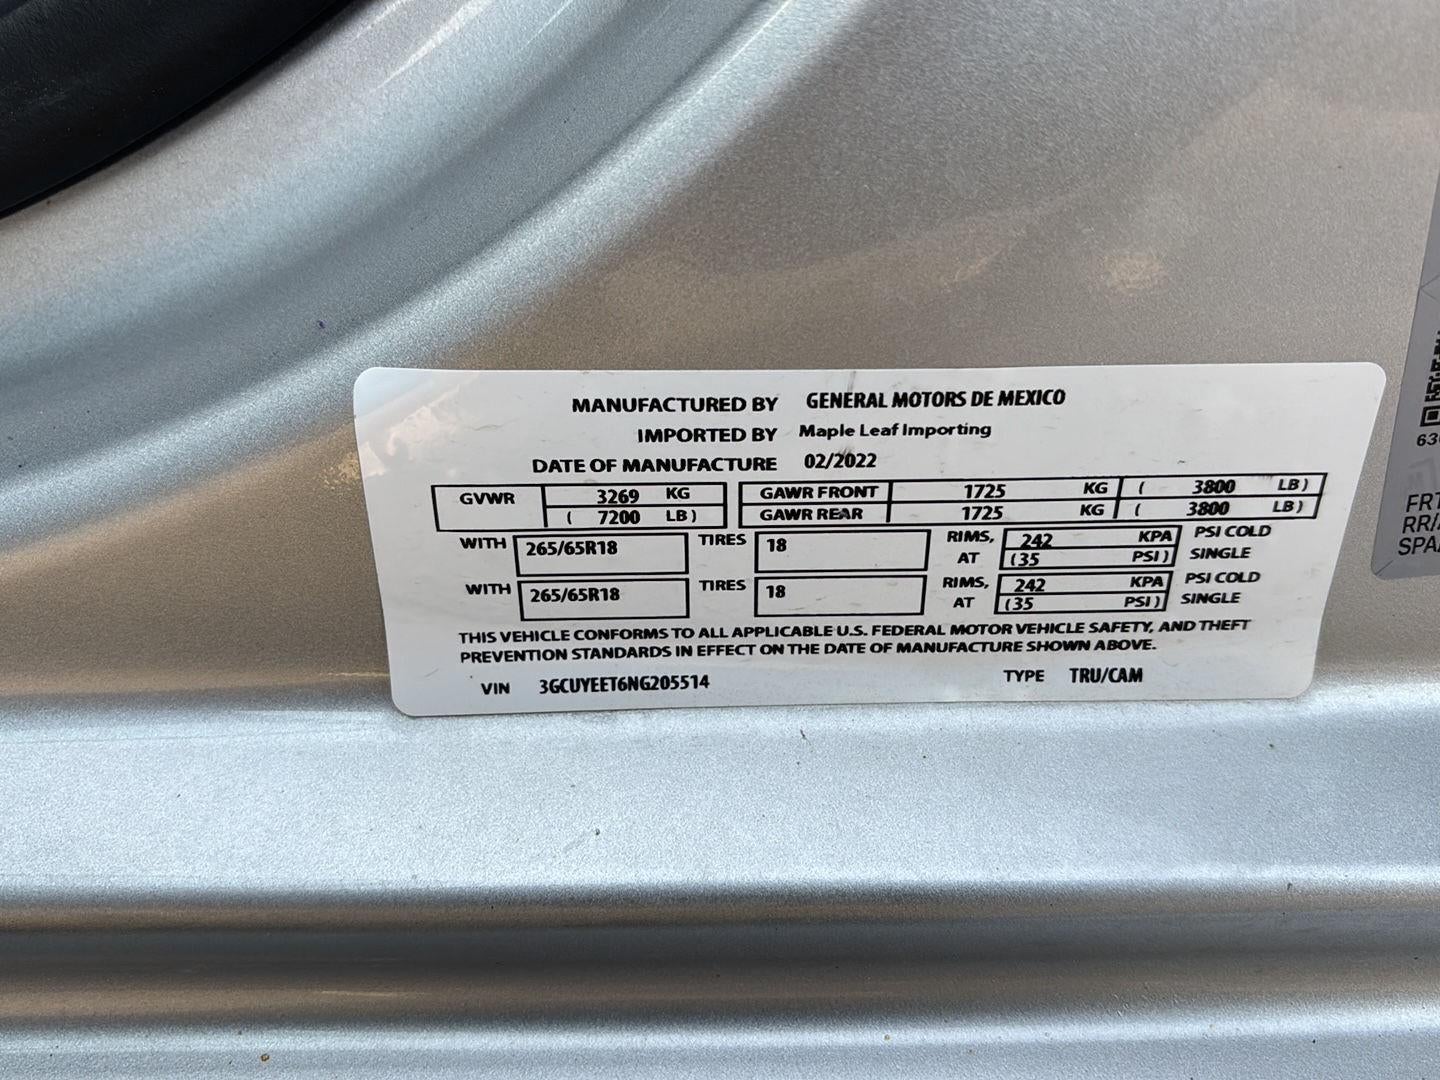 MANUFACTURED BY GENERAL MOTORS DE MEXICO
IMPORTED BY Maple Leaf Importing
DATE OF MANUFACTURE 02/2022
GVWR 3269 KG GAWR FRONT 1725 KG ( 3800 LB )
( 7200 LB ) GAWR REAR 1725 KG ( 3800 LB )
WITH 265/65R18 TIRES 18 RIMS, 242 KPA PSI COLD
AT (35 PSI ) SINGLE
WITH 265/65R18 TIRES 18 RIMS, 242 KPA PSI COLD
AT (35 PSI ) SINGLE
THIS VEHICLE CONFORMS TO ALL APPLICABLE U.S. FEDERAL MOTOR VEHICLE SAFETY, AND THEFT
PREVENTION STANDARDS IN EFFECT ON THE DATE OF MANUFACTURE SHOWN ABOVE.
VIN 3GCUYEET6NG205514 TYPE TRU/CAM
FRT
RR/